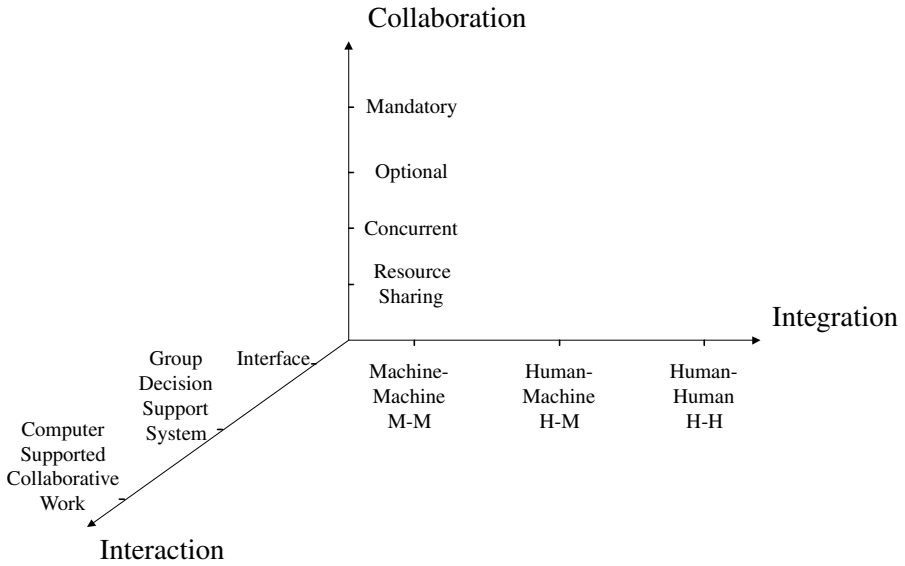 Collaboration
Mandatory
Optional
Concurrent
Resource
Sharing
Integration
Machine-
Machine
M-M
Human-
Machine
H-M
Human-
Human
H-H
Interface
Group
Decision
Support
System
Computer
Supported
Collaborative
Work
Interaction